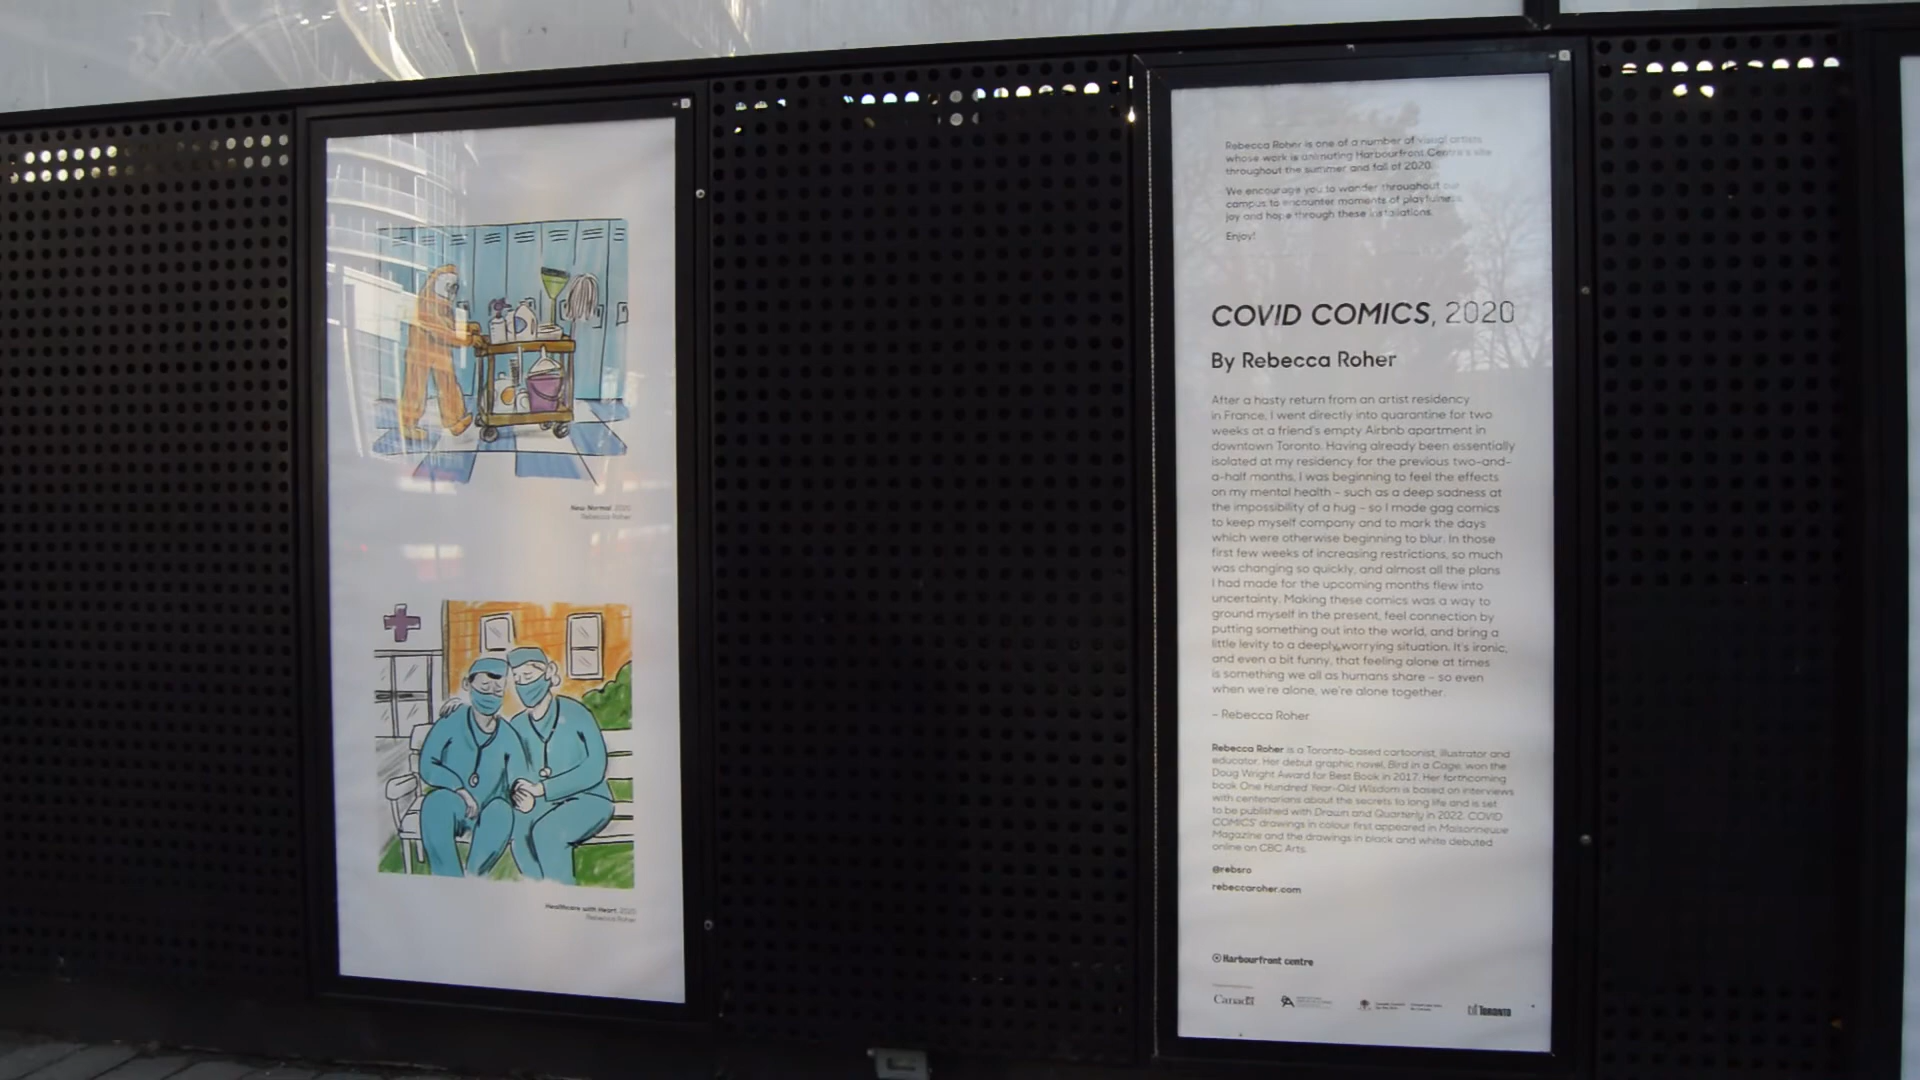 New Normal, 2020
Rebecca Roher
Healthcare with Heart, 2020
Rebecca Roher
Rebecca Roher is one of a number of visual artists
whose work is animating Harbourfront Centre's site
throughout the summer and fall of 2020.
We encourage you to wander throughout our
campus to encounter moments of playfulness,
joy and hope through these installations.
Enjoy!
COVID COMICS, 2020
By Rebecca Roher
After a hasty return from an artist residency
in France, I went directly into quarantine for two
weeks at a friend's empty Airbnb apartment in
downtown Toronto. Having already been essentially
isolated at my residency for the previous two-and-
a-half months, I was beginning to feel the effects
on my mental health – such as a deep sadness at
the impossibility of a hug – so I made gag comics
to keep myself company and to mark the days
which were otherwise beginning to blur. In those
first few weeks of increasing restrictions, so much
was changing so quickly, and almost all the plans
I had made for the upcoming months flew into
uncertainty. Making these comics was a way to
ground myself in the present, feel connection by
putting something out into the world, and bring a
little levity to a deeply worrying situation. It's ironic,
and even a bit funny, that feeling alone at times
is something we all as humans share – so even
when we're alone, we're alone together.
– Rebecca Roher
Rebecca Roher is a Toronto-based cartoonist, illustrator and
educator. Her debut graphic novel, Bird in a Cage, won the
Doug Wright Award for Best Book in 2017. Her forthcoming
book One Hundred Year-Old Wisdom is based on interviews
with centenarians about the secrets to long life and is set
to be published with Drawn and Quarterly in 2022. COVID
COMICS' drawings in colour first appeared in Maisonneuve
Magazine and the drawings in black and white debuted
online on CBC Arts.
@rebsro
rebeccaroher.com
Harbourfront centre
Canada
TORONTO